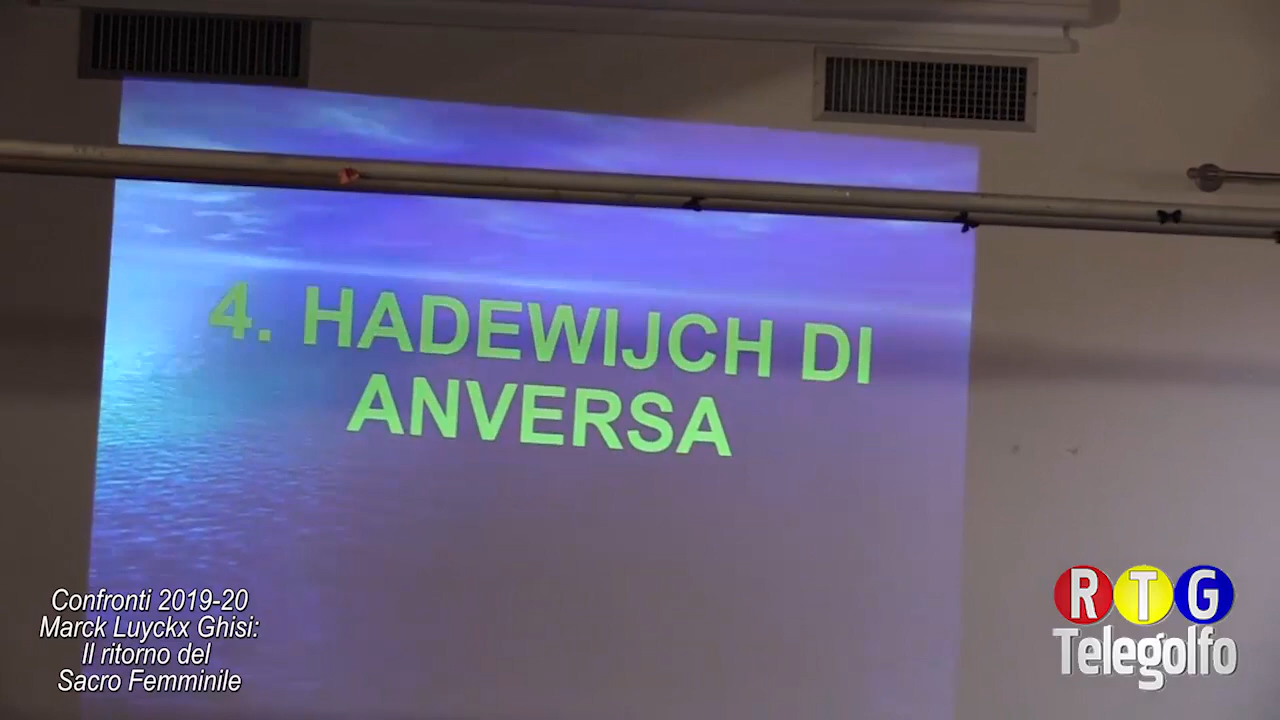 4. HADEWIJCH DI
ANVERSA
Confronti 2019-20
Marck Luyckx Ghisi:
Il ritorno del
Sacro Femminile
RTG
Telegolfo